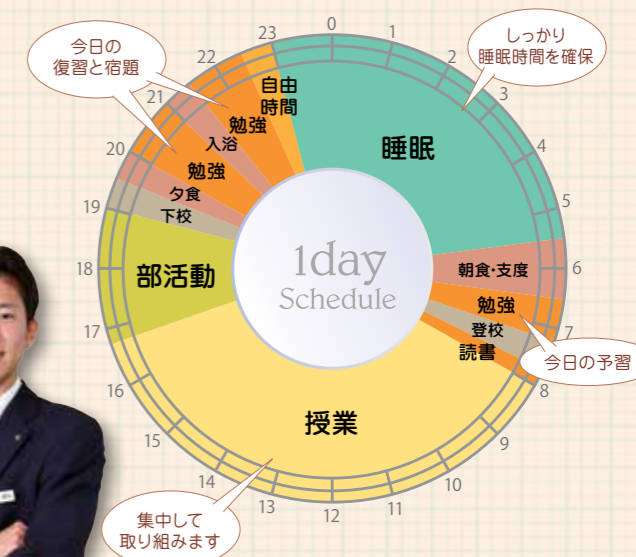 今日の
復習と宿題
しっかり
睡眠時間を確保
0
1
2
3
4
5
6
7
8
9
10
11
12
13
14
15
16
17
18
19
20
21
22
23
睡眠
朝食・支度
勉強
登校
読書
授業
部活動
下校
夕食
勉強
入浴
勉強
自由
時間
1day
Schedule
今日の予習
集中して
取り組みます